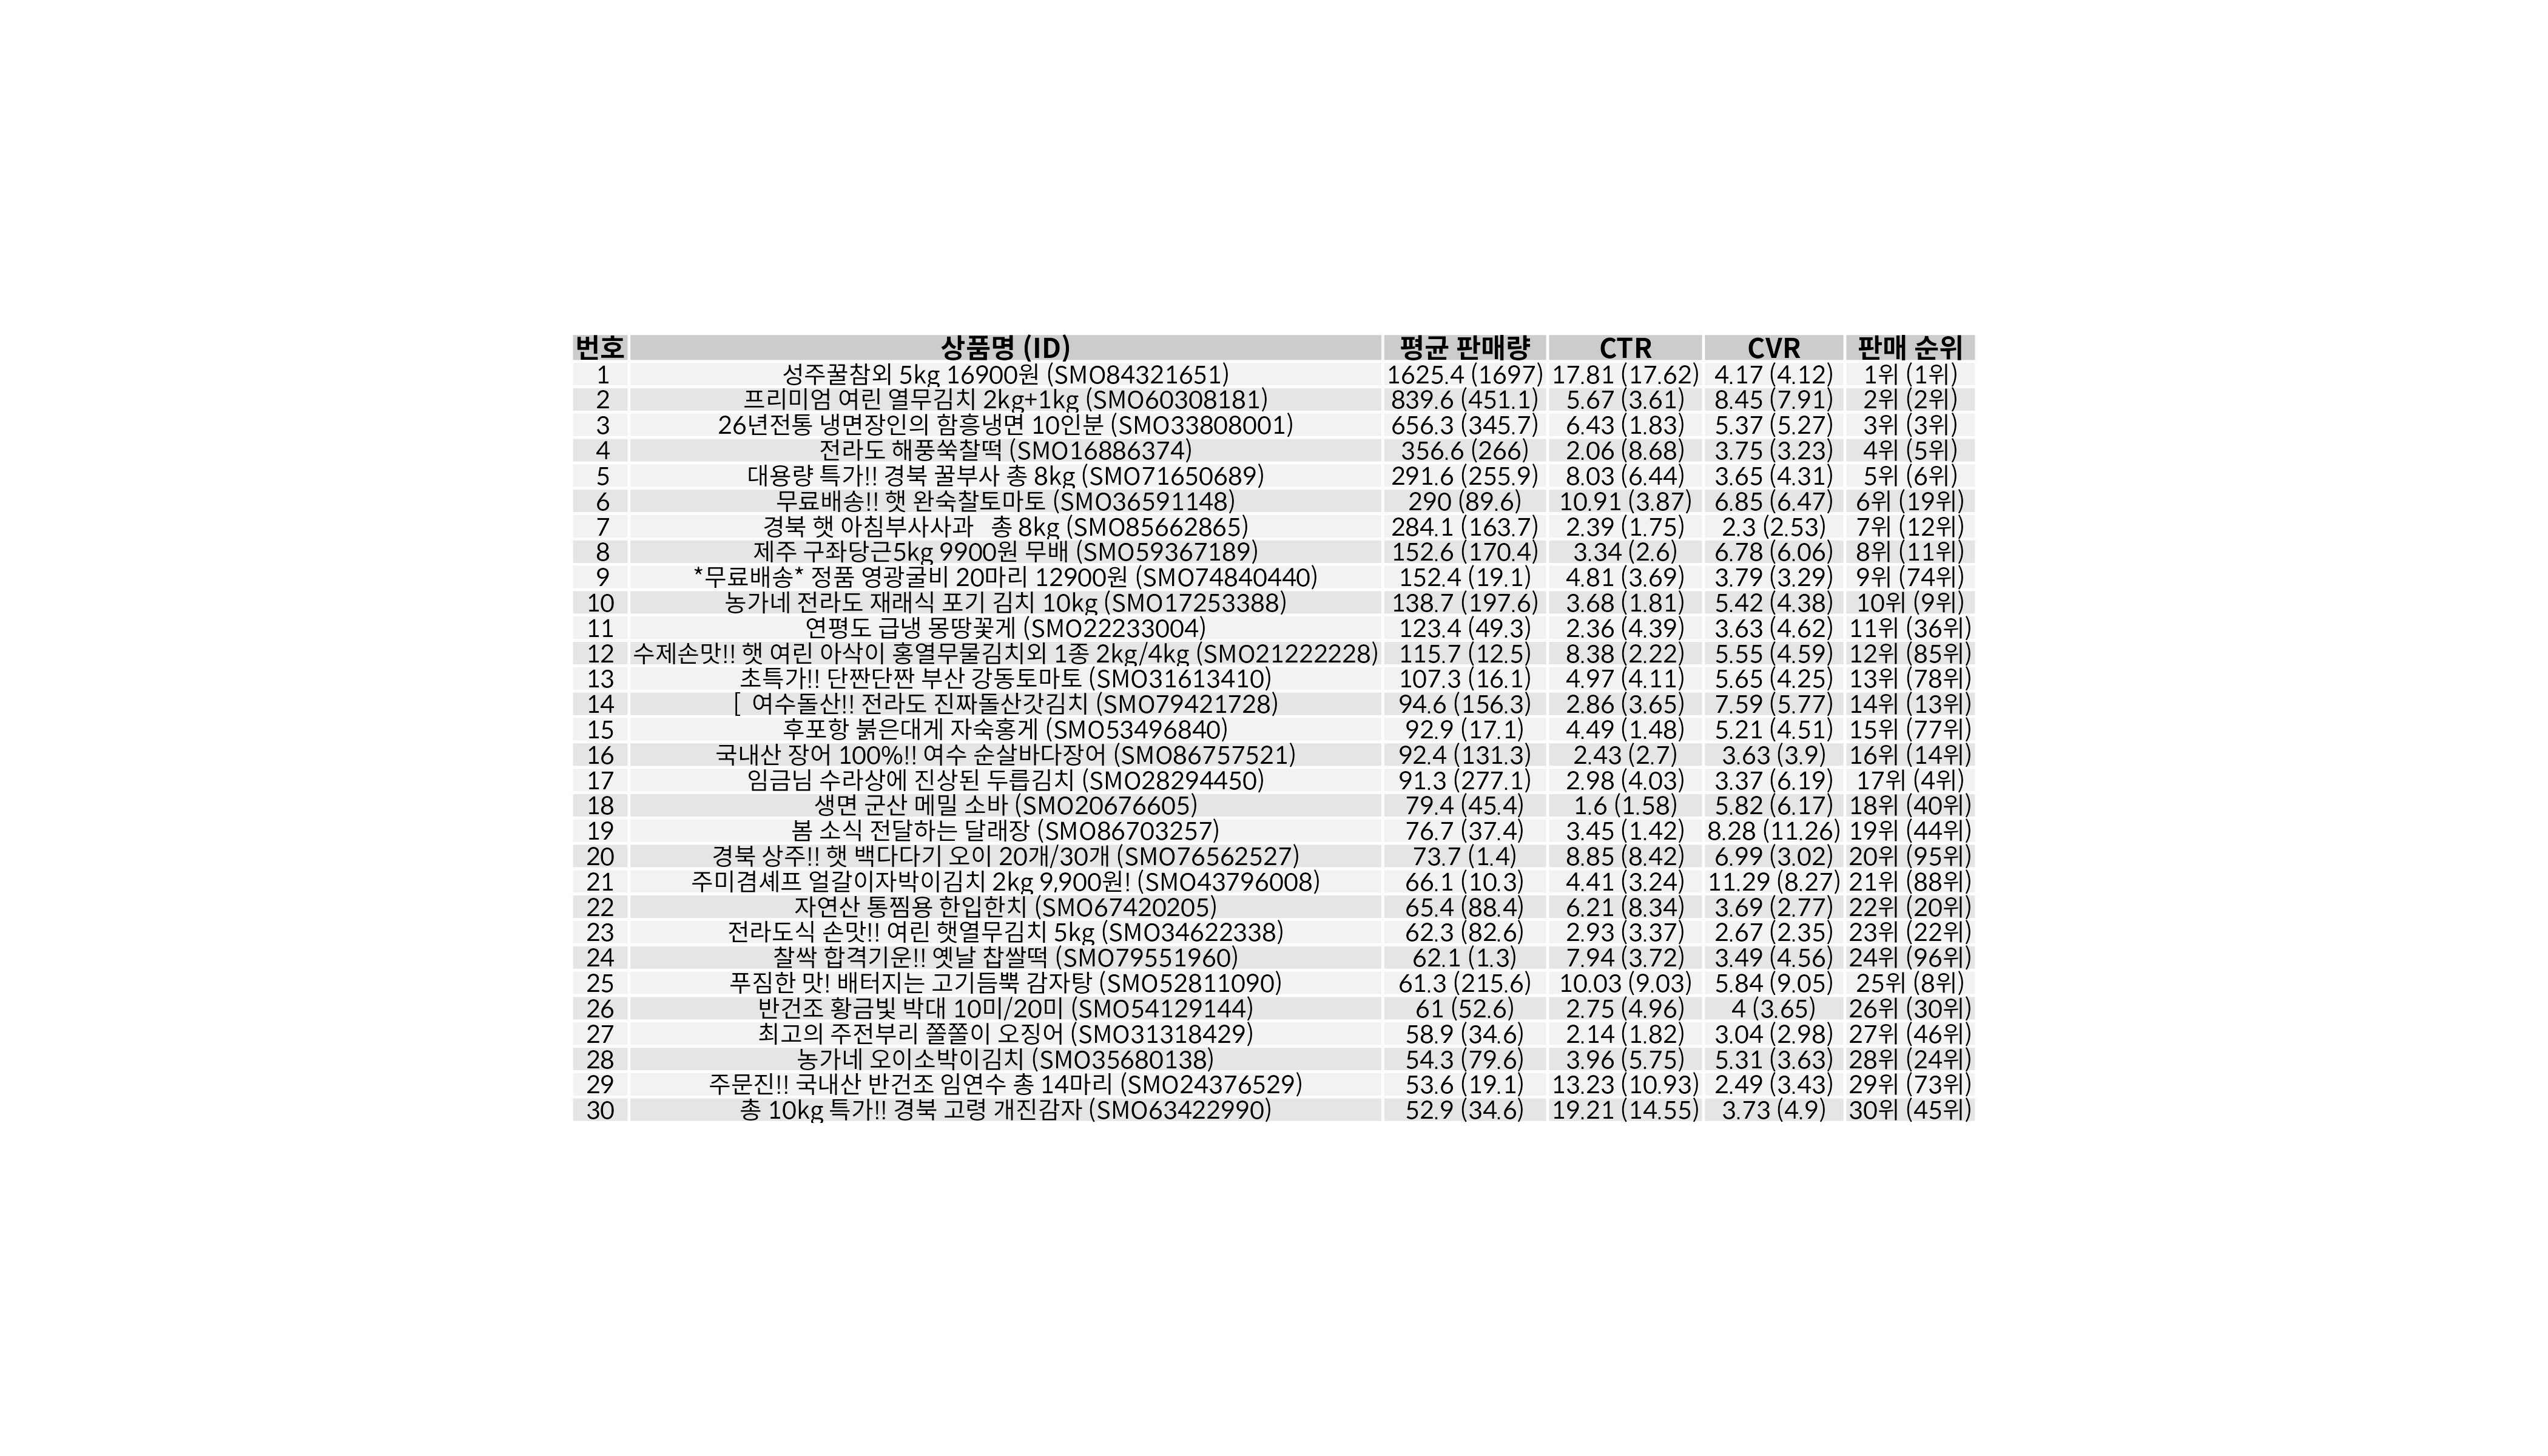 번호 상품명 (ID) 평균 판매량 CTR CVR 판매 순위
1 성주꿀참외 5kg 16900원 (SMO84321651) 1625.4 (1697) 17.81 (17.62) 4.17 (4.12) 1위 (1위)
2 프리미엄 여린 열무김치 2kg+1kg (SMO60308181) 839.6 (451.1) 5.67 (3.61) 8.45 (7.91) 2위 (2위)
3 26년전통 냉면장인의 함흥냉면 10인분 (SMO33808001) 656.3 (345.7) 6.43 (1.83) 5.37 (5.27) 3위 (3위)
4 전라도 해풍쑥찰떡 (SMO16886374) 356.6 (266) 2.06 (8.68) 3.75 (3.23) 4위 (5위)
5 대용량 특가!! 경북 꿀부사 총 8kg (SMO71650689) 291.6 (255.9) 8.03 (6.44) 3.65 (4.31) 5위 (6위)
6 무료배송!! 햇 완숙찰토마토 (SMO36591148) 290 (89.6) 10.91 (3.87) 6.85 (6.47) 6위 (19위)
7 경북 햇 아침부사사과 총 8kg (SMO85662865) 284.1 (163.7) 2.39 (1.75) 2.3 (2.53) 7위 (12위)
8 제주 구좌당근5kg 9900원 무배 (SMO59367189) 152.6 (170.4) 3.34 (2.6) 6.78 (6.06) 8위 (11위)
9 *무료배송* 정품 영광굴비 20마리 12900원 (SMO74840440) 152.4 (19.1) 4.81 (3.69) 3.79 (3.29) 9위 (74위)
10 농가네 전라도 재래식 포기 김치 10kg (SMO17253388) 138.7 (197.6) 3.68 (1.81) 5.42 (4.38) 10위 (9위)
11 연평도 급냉 몽땅꽃게 (SMO22233004) 123.4 (49.3) 2.36 (4.39) 3.63 (4.62) 11위 (36위)
12 수제손맛!! 햇 여린 아삭이 홍열무물김치외 1종 2kg/4kg (SMO21222228) 115.7 (12.5) 8.38 (2.22) 5.55 (4.59) 12위 (85위)
13 초특가!! 단짠단짠 부산 강동토마토 (SMO31613410) 107.3 (16.1) 4.97 (4.11) 5.65 (4.25) 13위 (78위)
14 [ 여수돌산!! 전라도 진짜돌산갓김치 (SMO79421728) 94.6 (156.3) 2.86 (3.65) 7.59 (5.77) 14위 (13위)
15 후포항 붉은대게 자숙홍게 (SMO53496840) 92.9 (17.1) 4.49 (1.48) 5.21 (4.51) 15위 (77위)
16 국내산 장어 100%!! 여수 순살바다장어 (SMO86757521) 92.4 (131.3) 2.43 (2.7) 3.63 (3.9) 16위 (14위)
17 임금님 수라상에 진상된 두릅김치 (SMO28294450) 91.3 (277.1) 2.98 (4.03) 3.37 (6.19) 17위 (4위)
18 생면 군산 메밀 소바 (SMO20676605) 79.4 (45.4) 1.6 (1.58) 5.82 (6.17) 18위 (40위)
19 봄 소식 전달하는 달래장 (SMO86703257) 76.7 (37.4) 3.45 (1.42) 8.28 (11.26) 19위 (44위)
20 경북 상주!! 햇 백다다기 오이 20개/30개 (SMO76562527) 73.7 (1.4) 8.85 (8.42) 6.99 (3.02) 20위 (95위)
21 주미겸셰프 얼갈이자박이김치 2kg 9,900원! (SMO43796008) 66.1 (10.3) 4.41 (3.24) 11.29 (8.27) 21위 (88위)
22 자연산 통찜용 한입한치 (SMO67420205) 65.4 (88.4) 6.21 (8.34) 3.69 (2.77) 22위 (20위)
23 전라도식 손맛!! 여린 햇열무김치 5kg (SMO34622338) 62.3 (82.6) 2.93 (3.37) 2.67 (2.35) 23위 (22위)
24 찰싹 합격기운!! 옛날 찹쌀떡 (SMO79551960) 62.1 (1.3) 7.94 (3.72) 3.49 (4.56) 24위 (96위)
25 푸짐한 맛! 배터지는 고기듬뿍 감자탕 (SMO52811090) 61.3 (215.6) 10.03 (9.03) 5.84 (9.05) 25위 (8위)
26 반건조 황금빛 박대 10미/20미 (SMO54129144) 61 (52.6) 2.75 (4.96) 4 (3.65) 26위 (30위)
27 최고의 주전부리 쫄쫄이 오징어 (SMO31318429) 58.9 (34.6) 2.14 (1.82) 3.04 (2.98) 27위 (46위)
28 농가네 오이소박이김치 (SMO35680138) 54.3 (79.6) 3.96 (5.75) 5.31 (3.63) 28위 (24위)
29 주문진!! 국내산 반건조 임연수 총 14마리 (SMO24376529) 53.6 (19.1) 13.23 (10.93) 2.49 (3.43) 29위 (73위)
30 총 10kg 특가!! 경북 고령 개진감자 (SMO63422990) 52.9 (34.6) 19.21 (14.55) 3.73 (4.9) 30위 (45위)